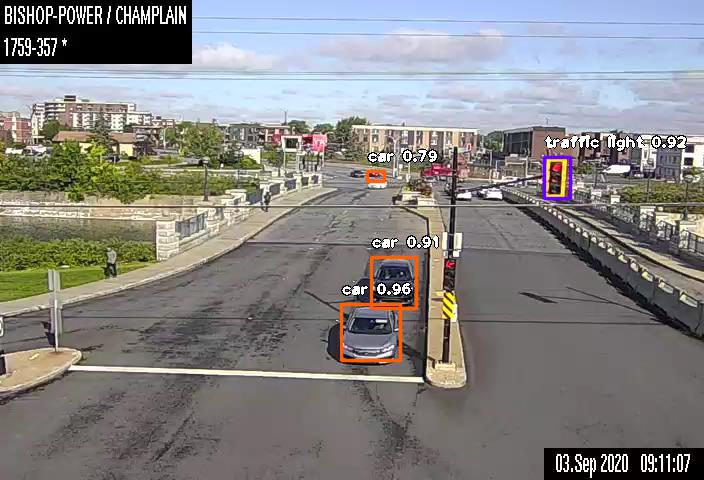 BISHOP-POWER / CHAMPLAIN
1759-357 *
traffic light 0.92
car 0.79
car 0.91
car 0.96
03.Sep 2020 09:11:07